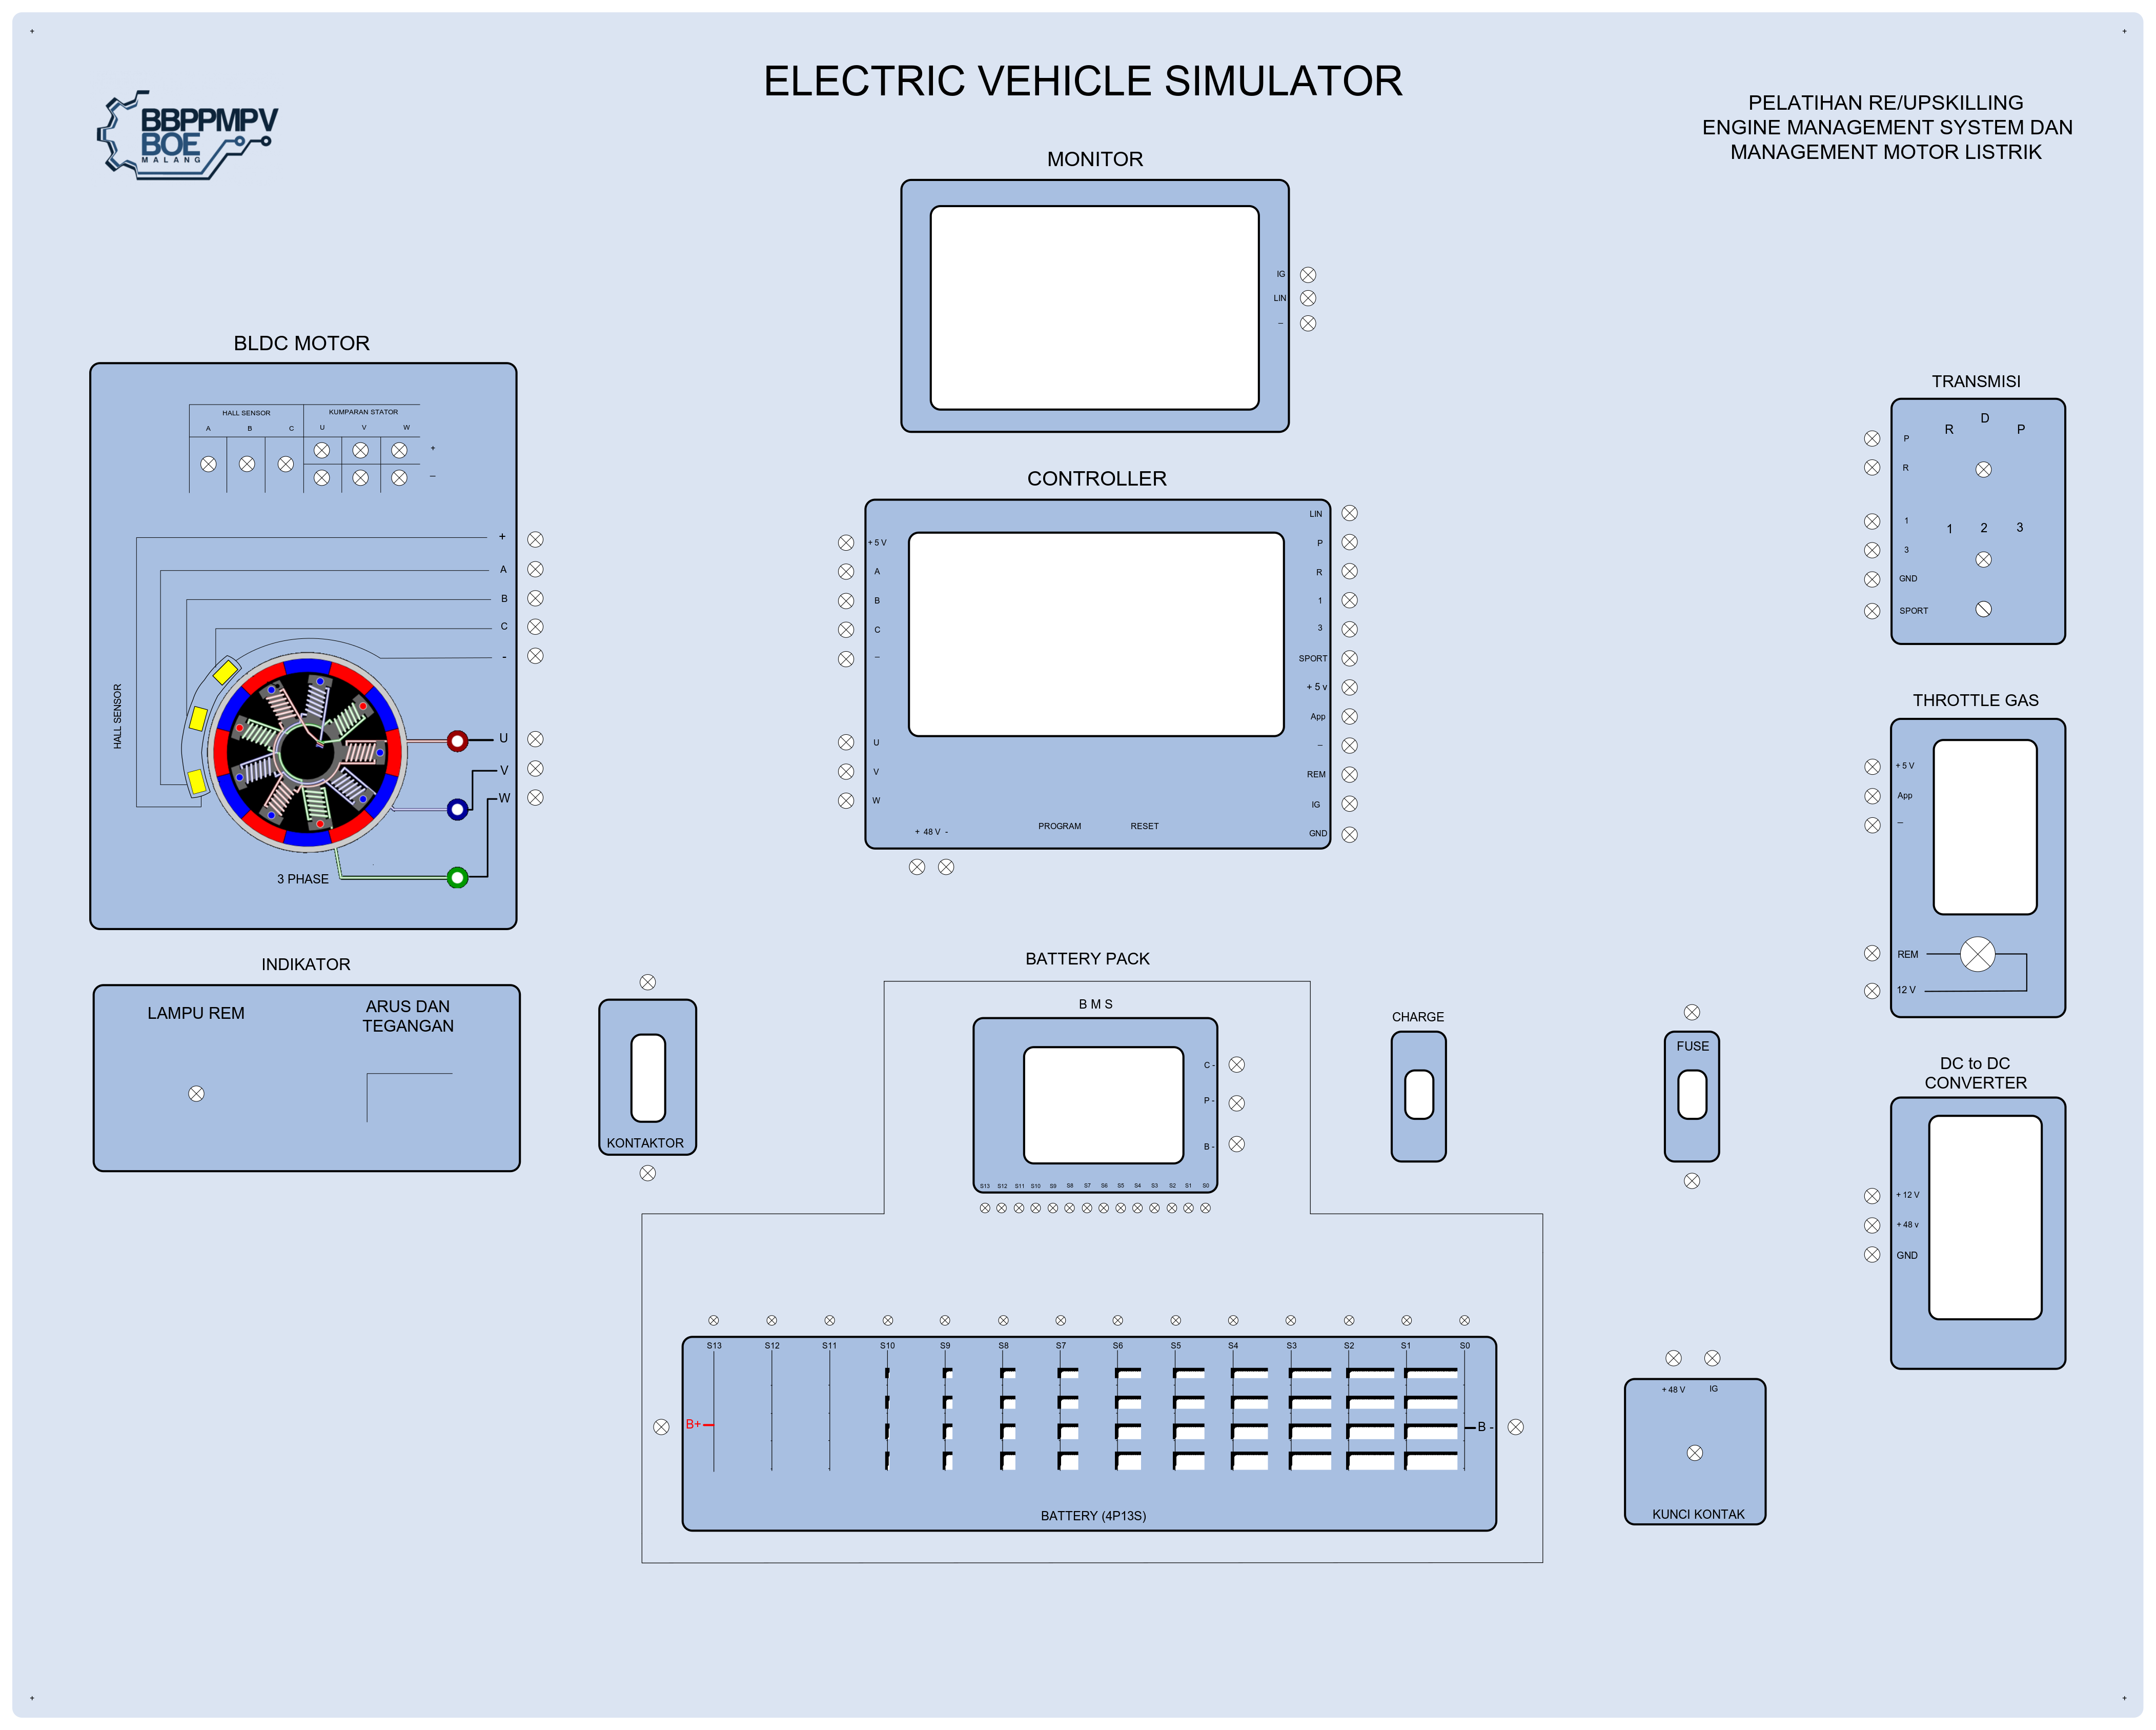 ELECTRIC VEHICLE SIMULATOR
BBPPMPV
BOE
MALANG
PELATIHAN RE/UPSKILLING
ENGINE MANAGEMENT SYSTEM DAN
MANAGEMENT MOTOR LISTRIK
MONITOR
IG
LIN
–
BLDC MOTOR
HALL SENSOR
KUMPARAN STATOR
A B C U V W
+
–
+
A
B
C
-
HALL SENSOR
U
V
W
3 PHASE
CONTROLLER
+ 5 V
A
B
C
–
U
V
W
+ 48 V -
PROGRAM
RESET
LIN
P
R
1
3
SPORT
+ 5 v
App
–
REM
IG
GND
TRANSMISI
R D P
P
R
1
3
GND
SPORT
1 2 3
THROTTLE GAS
+ 5 V
App
–
REM
12 V
INDIKATOR
LAMPU REM
ARUS DAN
TEGANGAN
KONTAKTOR
BATTERY PACK
B M S
C -
P -
B -
S13 S12 S11 S10 S9 S8 S7 S6 S5 S4 S3 S2 S1 S0
CHARGE
FUSE
DC to DC
CONVERTER
+ 12 V
+ 48 v
GND
S13 S12 S11 S10 S9 S8 S7 S6 S5 S4 S3 S2 S1 S0
B+
B -
BATTERY (4P13S)
+ 48 V
IG
KUNCI KONTAK